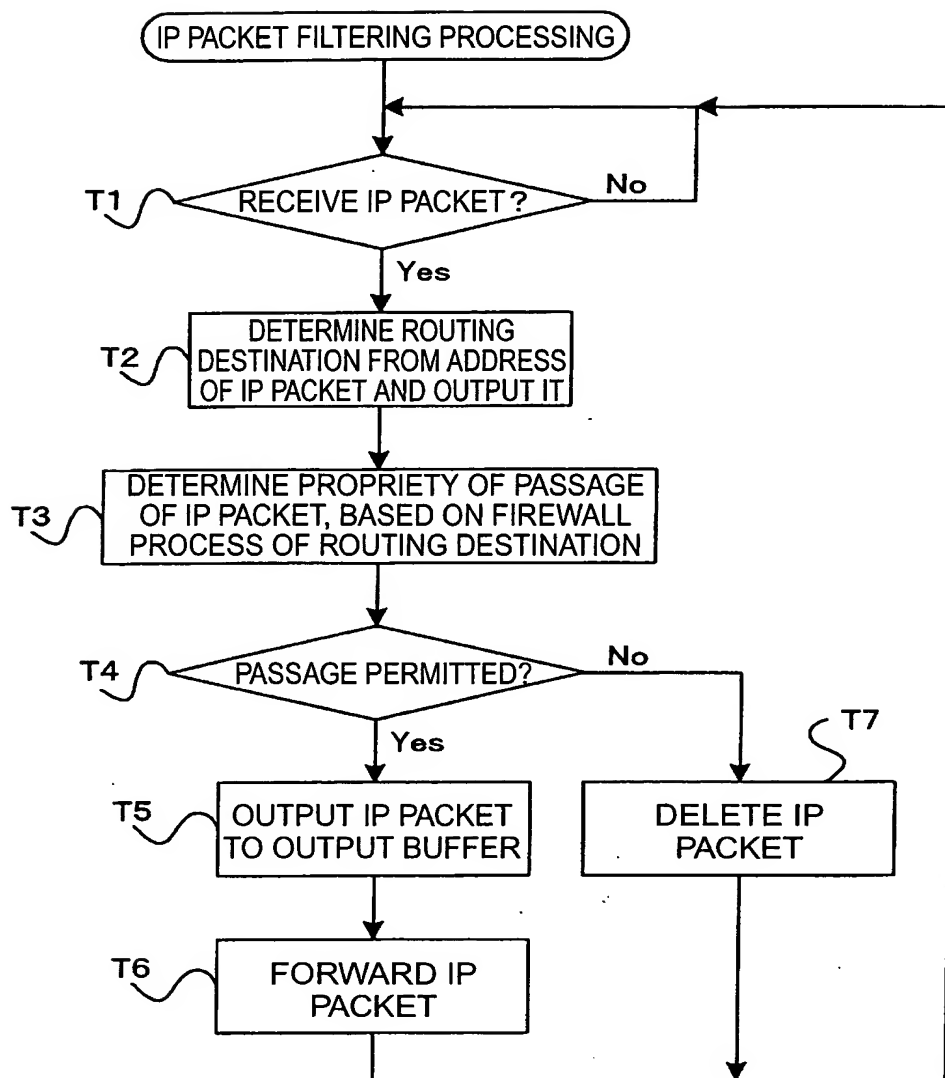 IP PACKET FILTERING PROCESSING
T1
RECEIVE IP PACKET?
No
Yes
T2
DETERMINE ROUTING
DESTINATION FROM ADDRESS
OF IP PACKET AND OUTPUT IT
T3
DETERMINE PROPRIETY OF PASSAGE
OF IP PACKET, BASED ON FIREWALL
PROCESS OF ROUTING DESTINATION
T4
PASSAGE PERMITTED?
No
Yes
T7
T5
OUTPUT IP PACKET
TO OUTPUT BUFFER
DELETE IP
PACKET
T6
FORWARD IP
PACKET